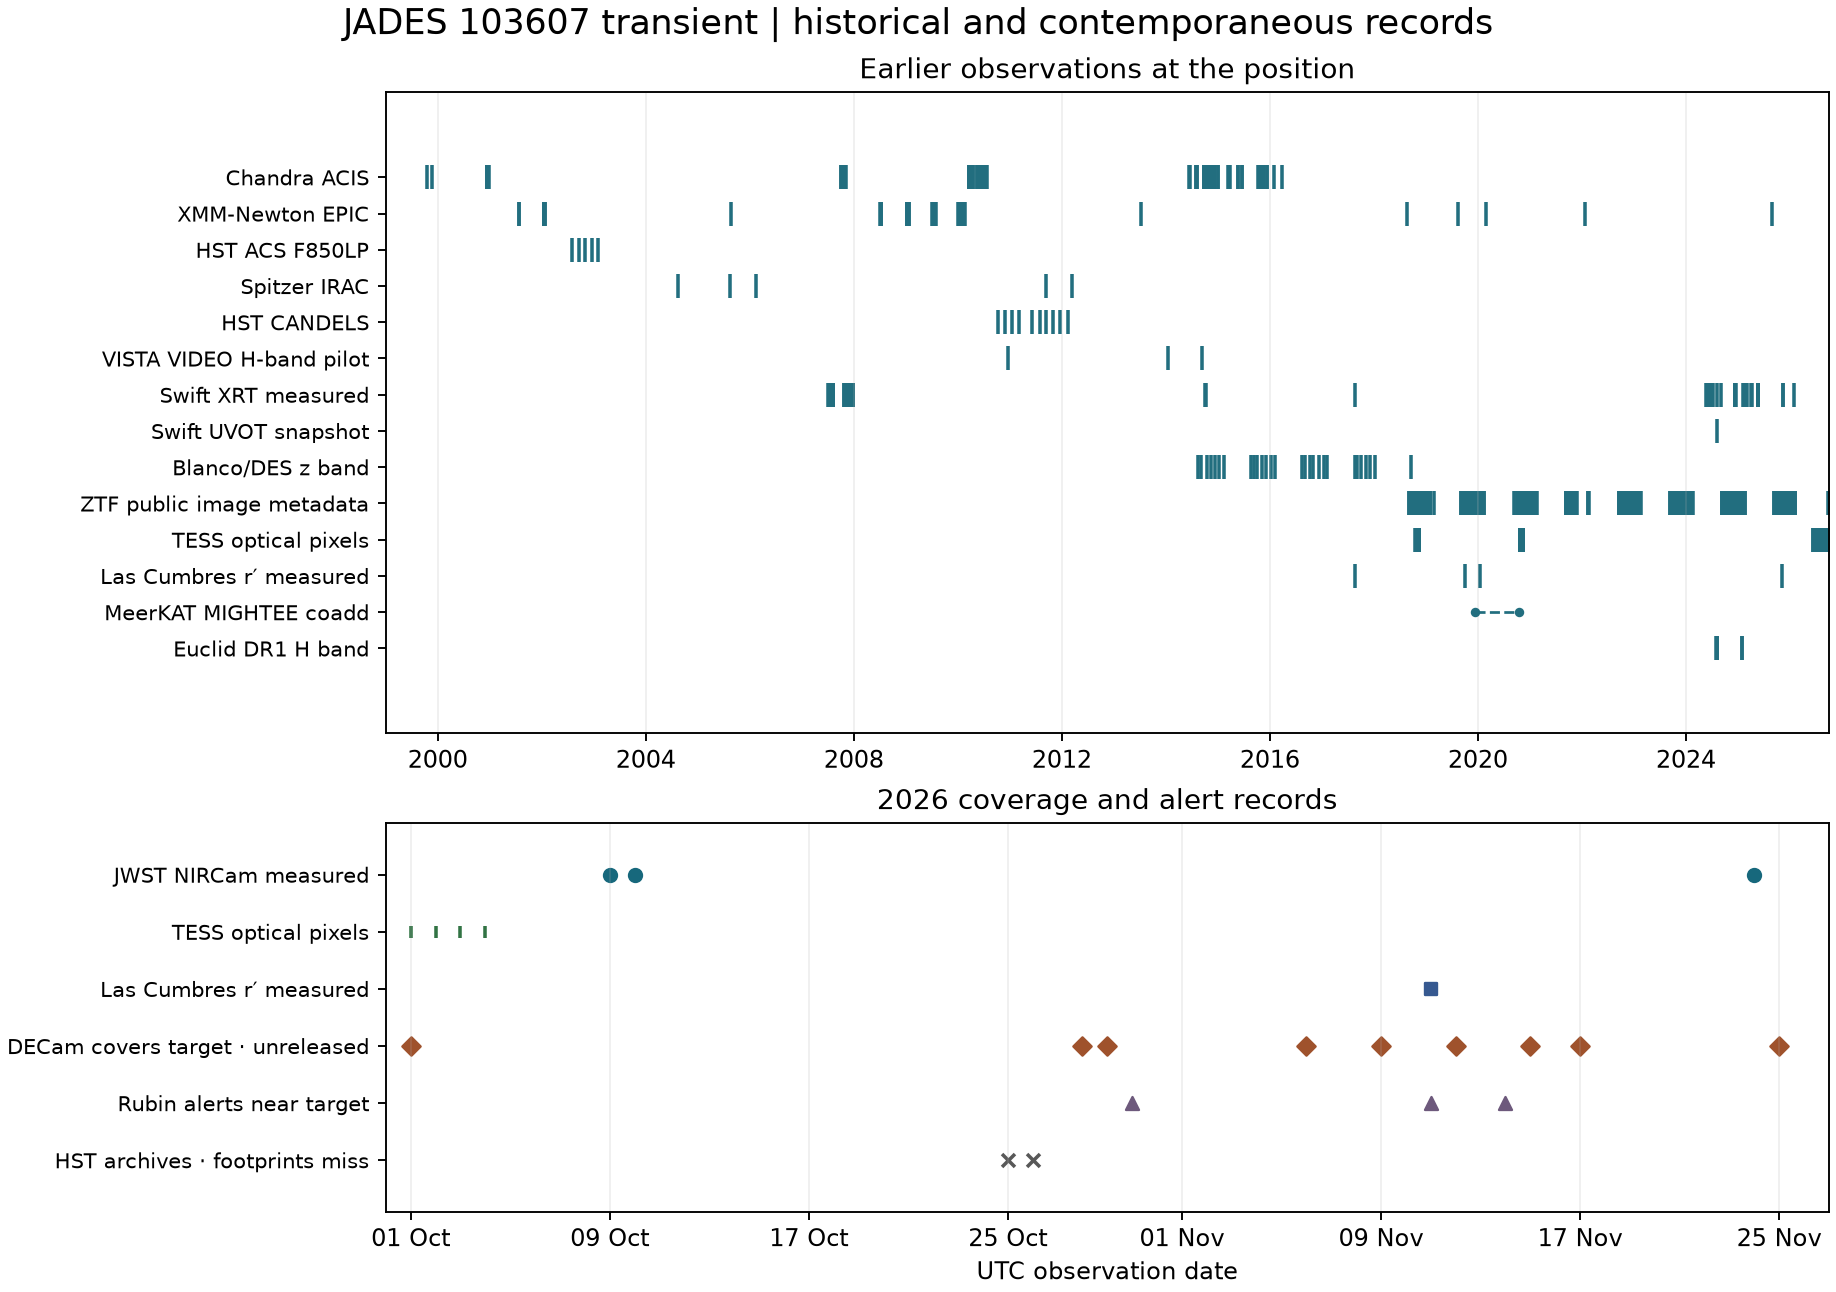 JADES 103607 transient | historical and contemporaneous records
Earlier observations at the position
Chandra ACIS
XMM-Newton EPIC
HST ACS F850LP
Spitzer IRAC
HST CANDELS
VISTA VIDEO H-band pilot
Swift XRT measured
Swift UVOT snapshot
Blanco/DES z band
ZTF public image metadata
TESS optical pixels
Las Cumbres r′ measured
MeerKAT MIGHTEE coadd
Euclid DR1 H band
2000 2004 2008 2012 2016 2020 2024
2026 coverage and alert records
JWST NIRCam measured
TESS optical pixels
Las Cumbres r′ measured
DECam covers target · unreleased
Rubin alerts near target
HST archives · footprints miss
01 Oct 09 Oct 17 Oct 25 Oct 01 Nov 09 Nov 17 Nov 25 Nov
UTC observation date